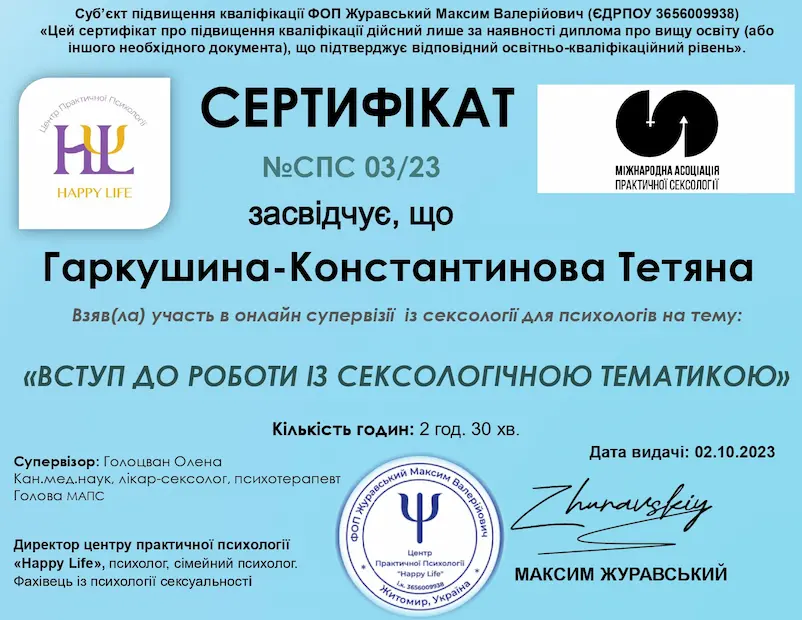 Суб’єкт підвищення кваліфікації ФОП Журавський Максим Валерійович (ЄДРПОУ 3656009938)
«Цей сертифікат про підвищення кваліфікації дійсний лише за наявності диплома про вищу освіту (або
іншого необхідного документа), що підтверджує відповідний освітньо-кваліфікаційний рівень».
Центр Практичної Психології
HAPPY LIFE
СЕРТИФІКАТ
№СПС 03/23
засвідчує, що
МІЖНАРОДНА АСОЦІАЦІЯ
ПРАКТИЧНОЇ СЕКСОЛОГІЇ
Гаркушина-Константинова Тетяна
Взяв(ла) участь в онлайн супервізії із сексології для психологів на тему:
«ВСТУП ДО РОБОТИ ІЗ СЕКСОЛОГІЧНОЮ ТЕМАТИКОЮ»
Кількість годин: 2 год. 30 хв.
Дата видачі: 02.10.2023
Супервізор: Голоцван Олена
Кан.мед.наук, лікар-сексолог, психотерапевт
Голова МАПС
Директор центру практичної психології
«Happy Life», психолог, сімейний психолог.
Фахівець із психології сексуальності
ФОП Журавський Максим Валерійович
Центр
Практичної Психології
"Happy Life"
і.к. 3656009938
* Житомир, Україна *
Zhuravskiy
МАКСИМ ЖУРАВСЬКИЙ